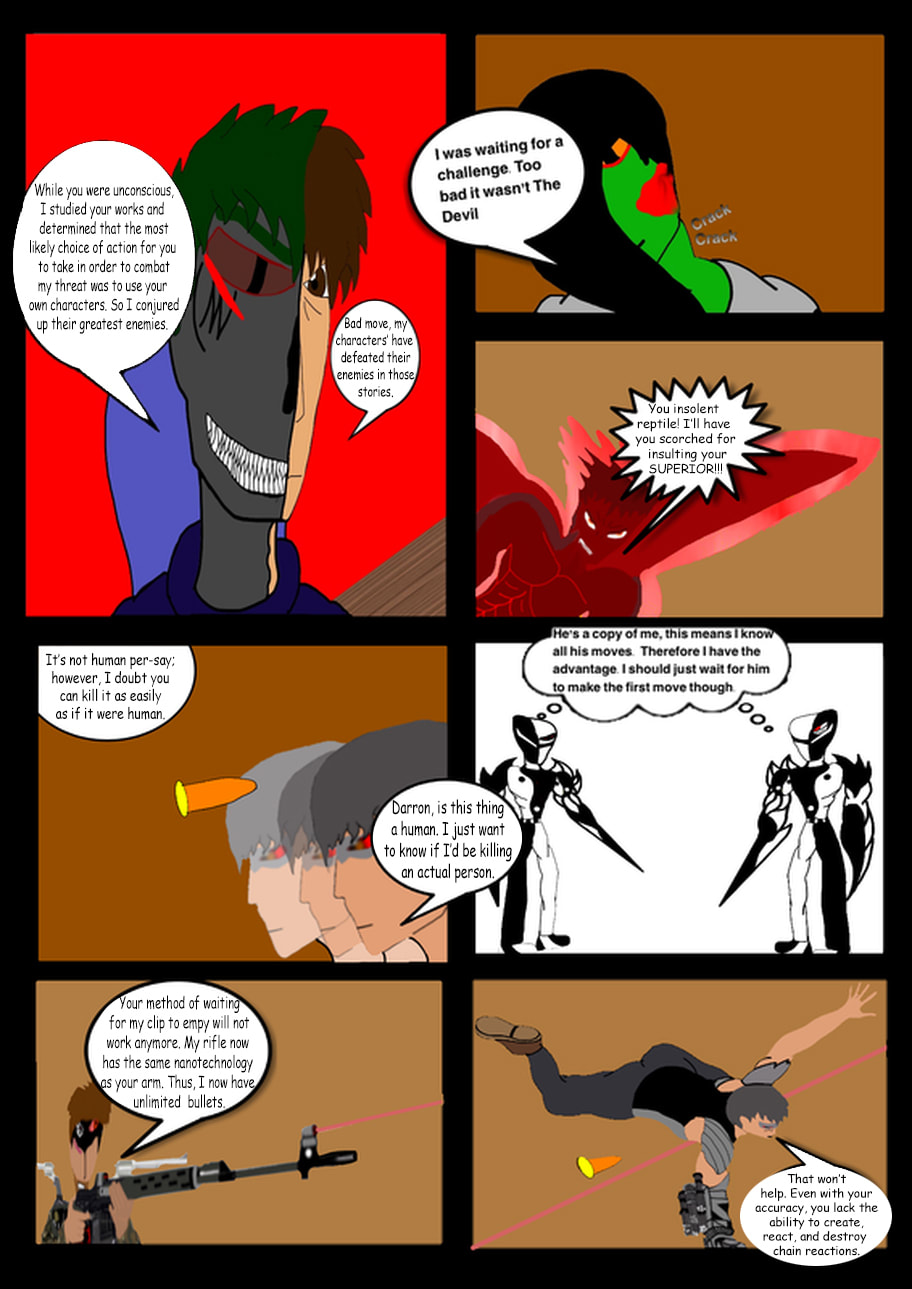 While you were unconscious,
I studied your works and
determined that the most
likely choice of action for you
to take in order to combat
my threat was to use your
own characters. So I conjured
up their greatest enemies.
Bad move, my
characters' have
defeated their
enemies in those
stories.
I was waiting for a
challenge. Too
bad it wasn't The
Devil
Crack
Crack
You insolent
reptile! I'll have
you scorched for
insulting your
SUPERIOR!!!
It's not human per-say;
however, I doubt you
can kill it as easily
as if it were human.
Darron, is this thing
a human. I just want
to know if I'd be killing
an actual person.
He's a copy of me, this means I know
all his moves. Therefore I have the
advantage. I should just wait for him
to make the first move though.
Your method of waiting
for my clip to empy will not
work anymore. My rifle now
has the same nanotechnology
as your arm. Thus, I now have
unlimited bullets.
That won't
help. Even with your
accuracy, you lack the
ability to create,
react, and destroy
chain reactions.